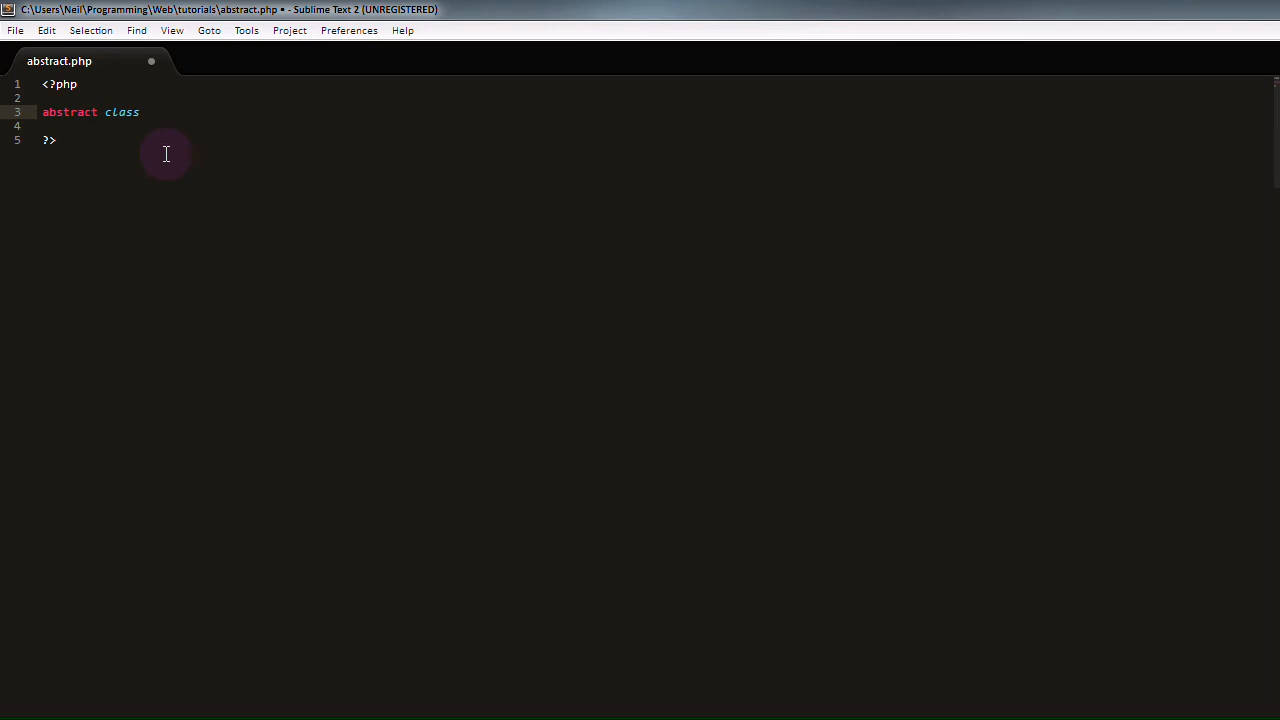 C:\Users\Neil\Programming\Web\tutorials\abstract.php • - Sublime Text 2 (UNREGISTERED)
File Edit Selection Find View Goto Tools Project Preferences Help
abstract.php
1 <?php
2
3 abstract class
4
5 ?>